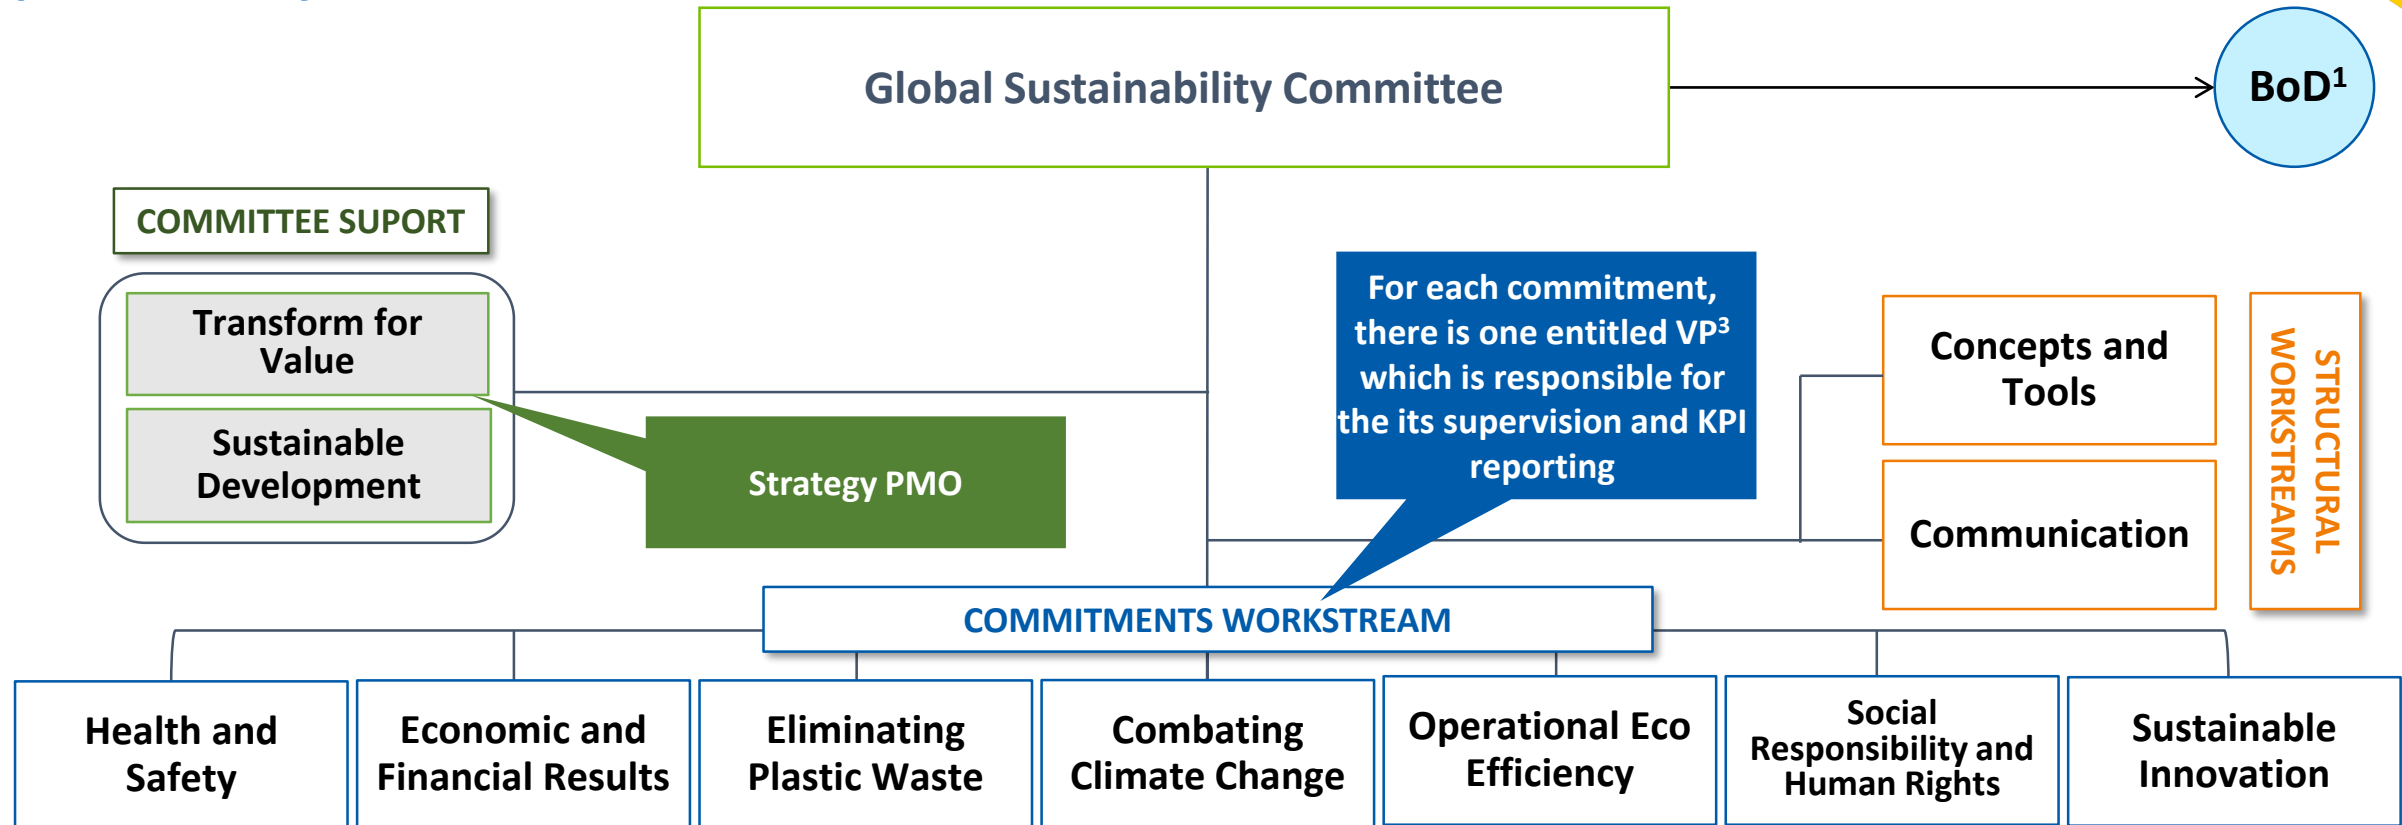 Global Sustainability Committee
BoD¹
COMMITTEE SUPORT
Transform for
Value
Sustainable
Development
Strategy PMO
For each commitment,
there is one entitled VP³
which is responsible for
the its supervision and KPI
reporting
Concepts and
Tools
Communication
STRUCTURAL
WORKSTREAMS
COMMITMENTS WORKSTREAM
Health and
Safety
Economic and
Financial Results
Eliminating
Plastic Waste
Combating
Climate Change
Operational Eco
Efficiency
Social
Responsibility and
Human Rights
Sustainable
Innovation